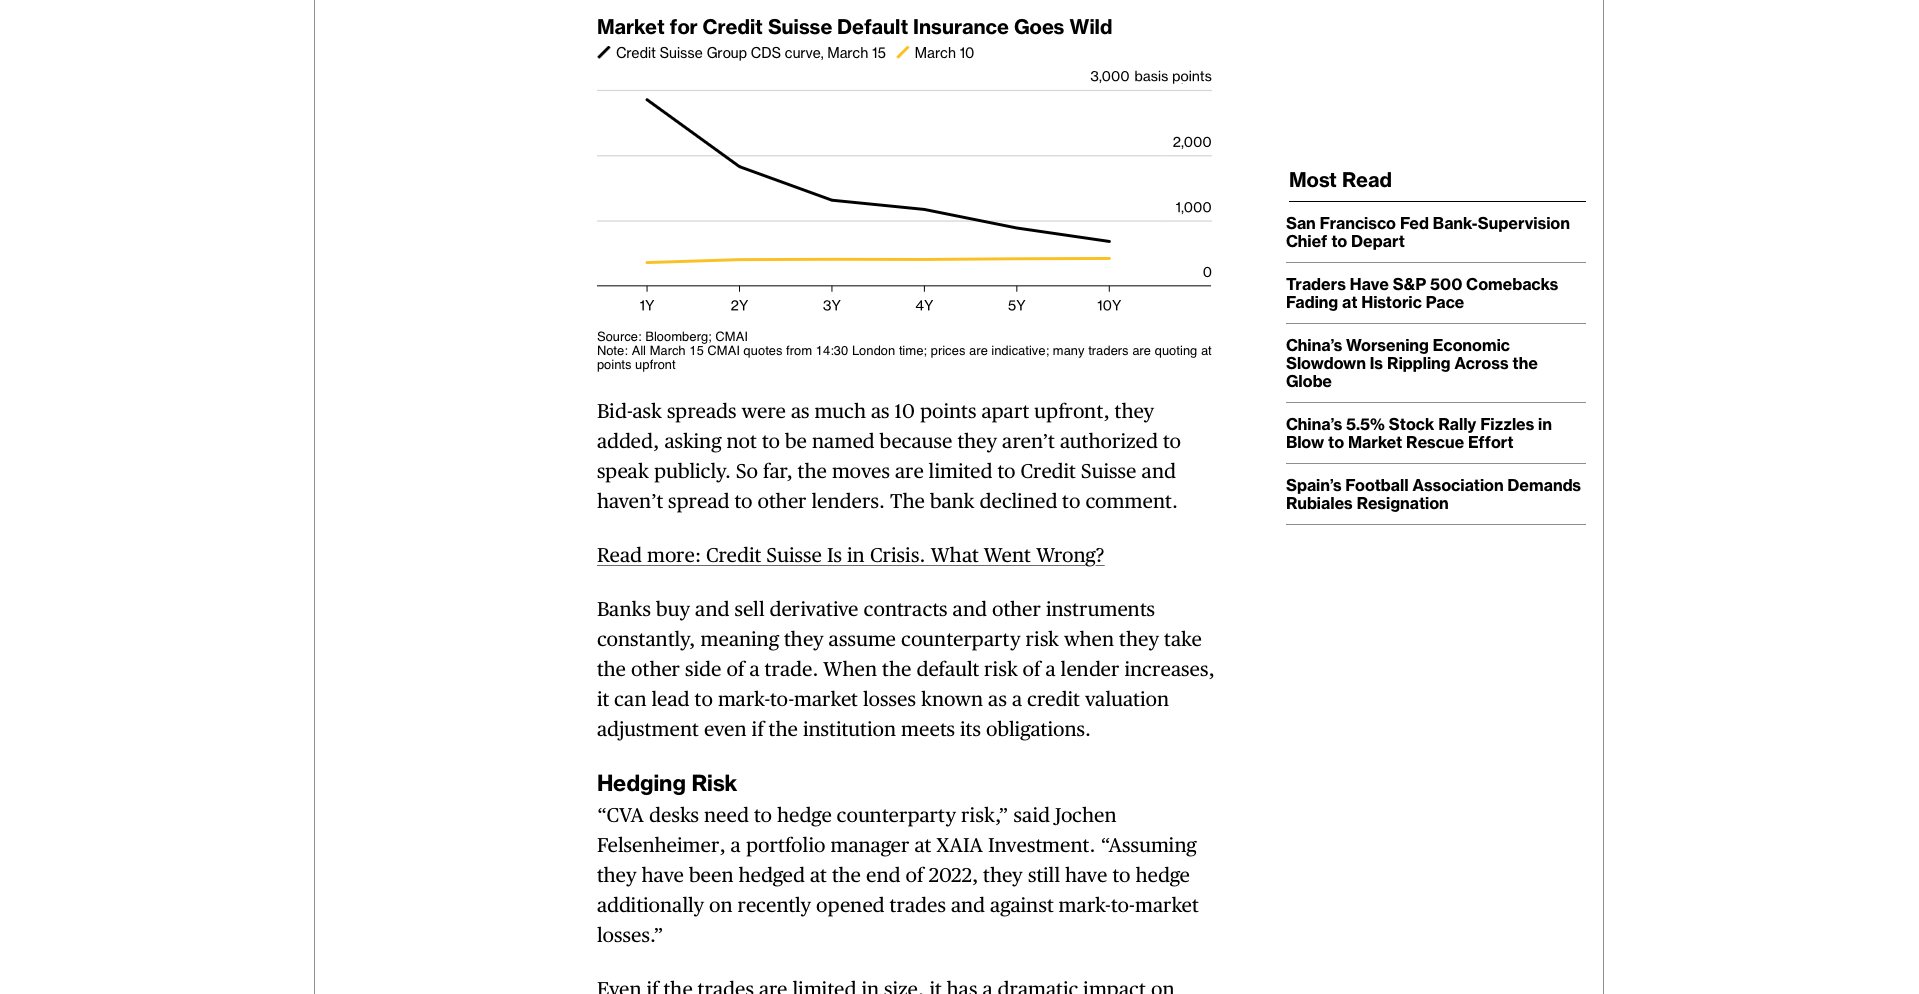 Market for Credit Suisse Default Insurance Goes Wild
Credit Suisse Group CDS curve, March 15 March 10
3,000 basis points
2,000
1,000
0
1Y 2Y 3Y 4Y 5Y 10Y
Source: Bloomberg; CMAI
Note: All March 15 CMAI quotes from 14:30 London time; prices are indicative; many traders are quoting at
points upfront
Bid-ask spreads were as much as 10 points apart upfront, they
added, asking not to be named because they aren’t authorized to
speak publicly. So far, the moves are limited to Credit Suisse and
haven’t spread to other lenders. The bank declined to comment.
Read more: Credit Suisse Is in Crisis. What Went Wrong?
Banks buy and sell derivative contracts and other instruments
constantly, meaning they assume counterparty risk when they take
the other side of a trade. When the default risk of a lender increases,
it can lead to mark-to-market losses known as a credit valuation
adjustment even if the institution meets its obligations.
Hedging Risk
“CVA desks need to hedge counterparty risk,” said Jochen
Felsenheimer, a portfolio manager at XAIA Investment. “Assuming
they have been hedged at the end of 2022, they still have to hedge
additionally on recently opened trades and against mark-to-market
losses.”
Even if the trades are limited in size, it has a dramatic impact on
Most Read
San Francisco Fed Bank-Supervision
Chief to Depart
Traders Have S&P 500 Comebacks
Fading at Historic Pace
China’s Worsening Economic
Slowdown Is Rippling Across the
Globe
China’s 5.5% Stock Rally Fizzles in
Blow to Market Rescue Effort
Spain’s Football Association Demands
Rubiales Resignation